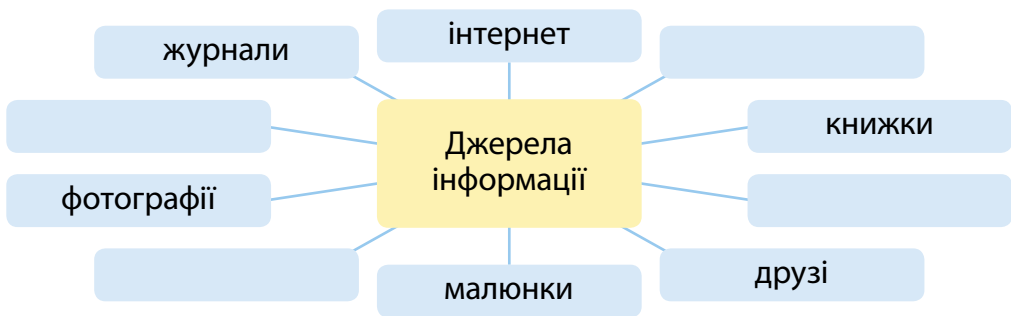 інтернет
журнали
книжки
Джерела
інформації
фотографії
друзі
малюнки